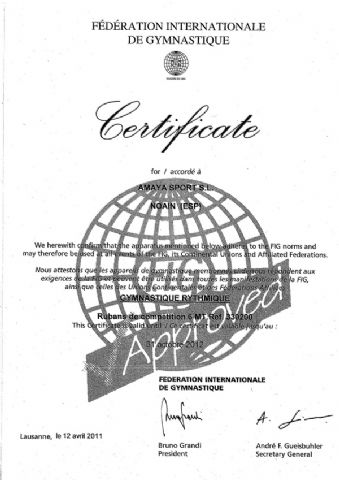 FÉDÉRATION INTERNATIONALE
DE GYMNASTIQUE
Certificate
for / accordé à
AMAYA SPORT S.L.
NOAIN (ESP)
We herewith confirm that the apparatus mentioned below adheres to the FIG norms and
may therefore be used at all events of the FIG, its Continental Unions and Affiliated Federations.
Nous attestons que les appareils de gymnastique mentionnés ci-dessous répondent aux
exigences de la FIG et peuvent être utilisés dans toutes les manifestations de la FIG,
ainsi que celles des Unions Continentales et des Fédérations Affiliées.
GYMNASTIQUE RYTHMIQUE
Rubans de compétition 6 MT Ref. 330200
This Certificate is valid until / Ce certificat est valable jusqu'au :
31 octobre 2012
Approved
FEDERATION INTERNATIONALE
DE GYMNASTIQUE
Lausanne, le 12 avril 2011
Bruno Grandi
President
André F. Gueisbuhler
Secretary General